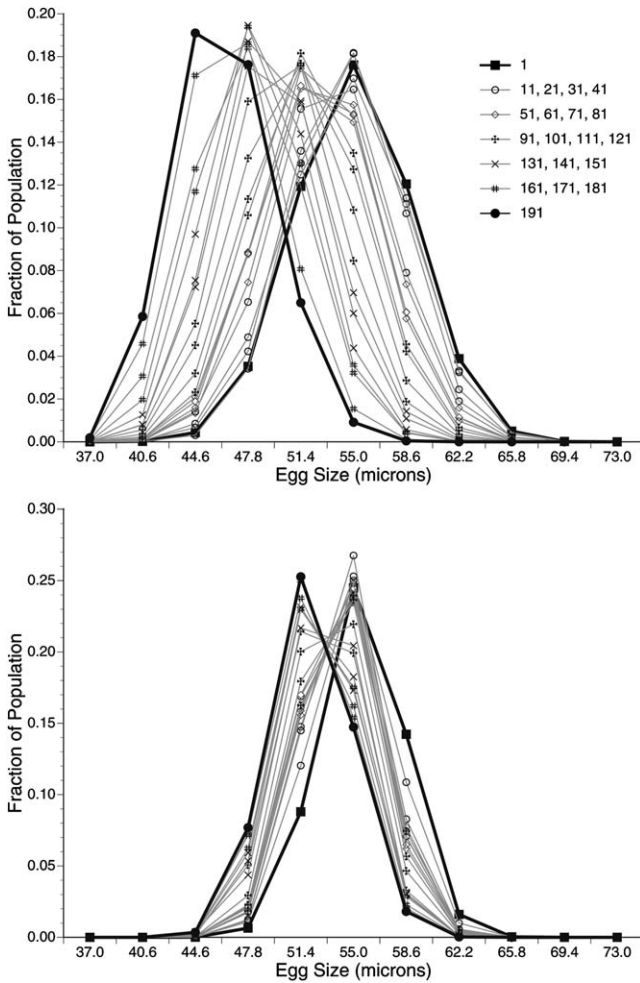 0.20
0.18
0.16
0.14
0.12
0.10
0.08
0.06
0.04
0.02
0.00
Fraction of Population
1
11, 21, 31, 41
51, 61, 71, 81
91, 101, 111, 121
131, 141, 151
161, 171, 181
191
37.0 40.6 44.6 47.8 51.4 55.0 58.6 62.2 65.8 69.4 73.0
Egg Size (microns)
0.30
0.25
0.20
0.15
0.10
0.05
0.00
Fraction of Population
37.0 40.6 44.6 47.8 51.4 55.0 58.6 62.2 65.8 69.4 73.0
Egg Size (microns)